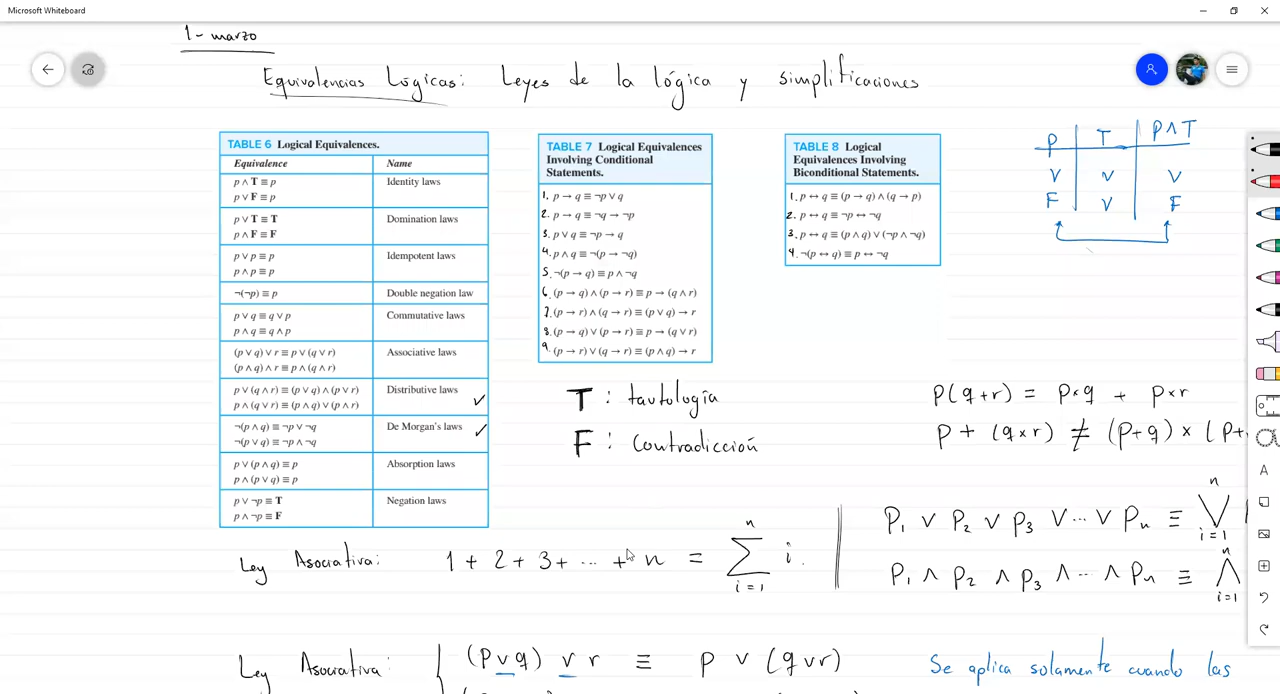 Microsoft Whiteboard
1 - marzo
Equivalencias Lógicas: Leyes de la lógica y simplificaciones
TABLE 6 Logical Equivalences.
Equivalence Name
p ∧ T ≡ p Identity laws
p ∨ F ≡ p
p ∨ T ≡ T Domination laws
p ∧ F ≡ F
p ∨ p ≡ p Idempotent laws
p ∧ p ≡ p
¬(¬p) ≡ p Double negation law
p ∨ q ≡ q ∨ p Commutative laws
p ∧ q ≡ q ∧ p
(p ∨ q) ∨ r ≡ p ∨ (q ∨ r) Associative laws
(p ∧ q) ∧ r ≡ p ∧ (q ∧ r)
p ∨ (q ∧ r) ≡ (p ∨ q) ∧ (p ∨ r) Distributive laws ✓
p ∧ (q ∨ r) ≡ (p ∧ q) ∨ (p ∧ r)
¬(p ∧ q) ≡ ¬p ∨ ¬q De Morgan's laws ✓
¬(p ∨ q) ≡ ¬p ∧ ¬q
p ∨ (p ∧ q) ≡ p Absorption laws
p ∧ (p ∨ q) ≡ p
p ∨ ¬p ≡ T Negation laws
p ∧ ¬p ≡ F
TABLE 7 Logical Equivalences
Involving Conditional
Statements.
1. p → q ≡ ¬p ∨ q
2. p → q ≡ ¬q → ¬p
3. p ∨ q ≡ ¬p → q
4. p ∧ q ≡ ¬(p → ¬q)
5. ¬(p → q) ≡ p ∧ ¬q
6. (p → q) ∧ (p → r) ≡ p → (q ∧ r)
7. (p → r) ∧ (q → r) ≡ (p ∨ q) → r
8. (p → q) ∨ (p → r) ≡ p → (q ∨ r)
9. (p → r) ∨ (q → r) ≡ (p ∧ q) → r
TABLE 8 Logical
Equivalences Involving
Biconditional Statements.
1. p ↔ q ≡ (p → q) ∧ (q → p)
2. p ↔ q ≡ ¬p ↔ ¬q
3. p ↔ q ≡ (p ∧ q) ∨ (¬p ∧ ¬q)
4. ¬(p ↔ q) ≡ p ↔ ¬q
P T P ∧ T
V V V
F V F
T : tautología
F : Contradicción
p(q+r) = p×q + p×r
p + (q×r) ≠ (p+q) × (p+
Ley Asociativa: 1 + 2 + 3 + ... + n = ∑ i=1 n i.
P1 ∨ P2 ∨ P3 ∨ ... ∨ Pn ≡ ⋁ i=1 n
P1 ∧ P2 ∧ P3 ∧ ... ∧ Pn ≡ ⋀ i=1 n
Ley Asociativa: (p ∨ q) ∨ r ≡ p ∨ (q ∨ r)
Se aplica solamente cuando las
A